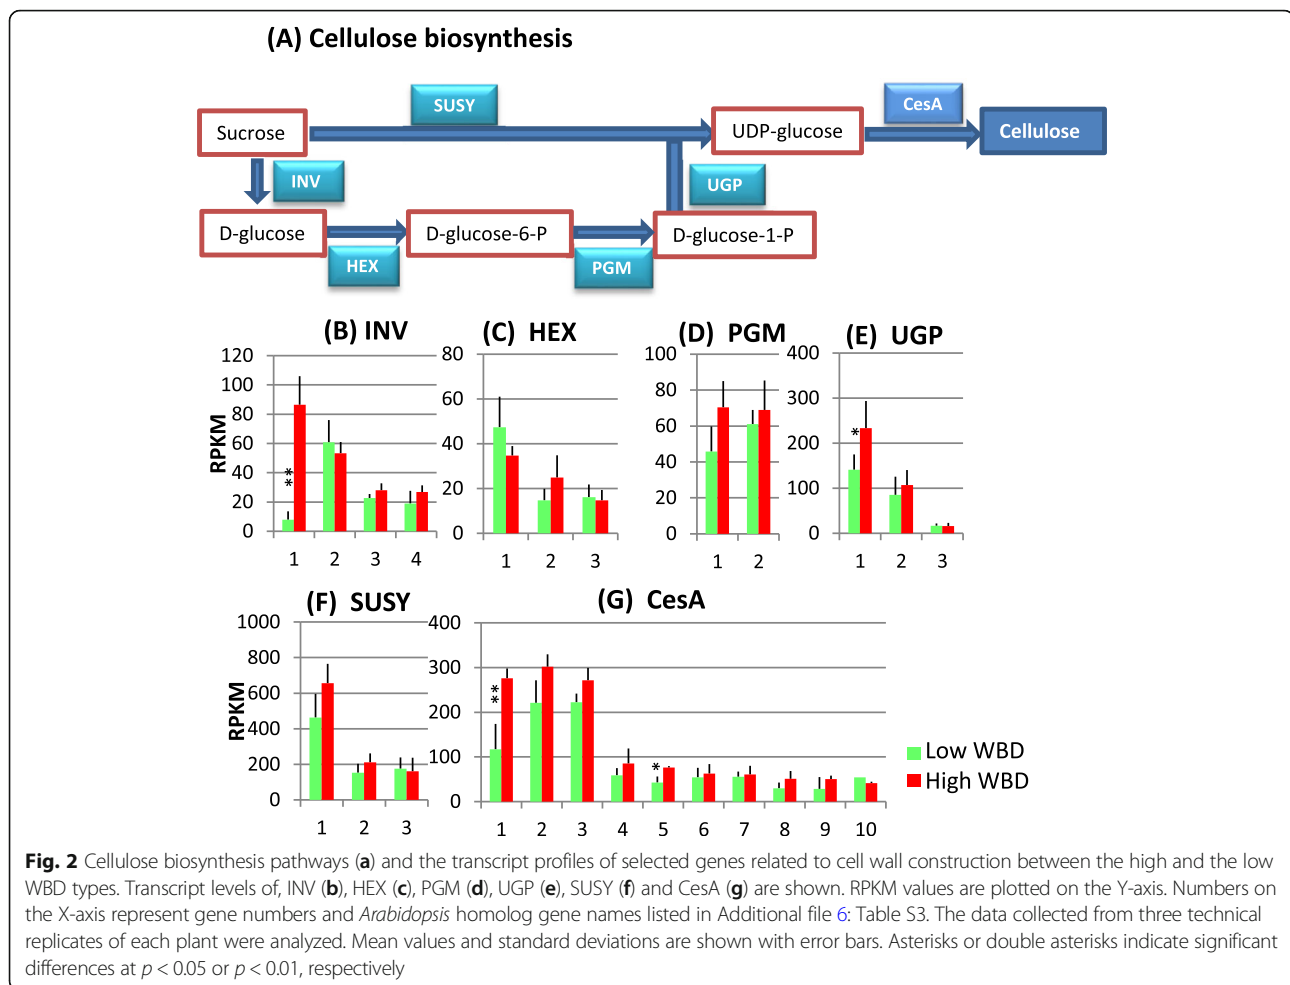 (A) Cellulose biosynthesis
SUSY
CesA
Sucrose
UDP-glucose
Cellulose
INV
UGP
D-glucose
D-glucose-6-P
D-glucose-1-P
HEX
PGM
(B) INV
(C) HEX
(D) PGM
(E) UGP
RPKM
120
100
80
60
40
20
0
**
1 2 3 4
80
60
40
20
0
1 2 3
100
80
60
40
20
0
1 2
400
300
200
100
0
*
1 2 3
(F) SUSY
(G) CesA
RPKM
1000
800
600
400
200
0
1 2 3
400
300
200
100
0
**
*
1 2 3 4 5 6 7 8 9 10
Low WBD
High WBD
Fig. 2 Cellulose biosynthesis pathways (a) and the transcript profiles of selected genes related to cell wall construction between the high and the low
WBD types. Transcript levels of, INV (b), HEX (c), PGM (d), UGP (e), SUSY (f) and CesA (g) are shown. RPKM values are plotted on the Y-axis. Numbers on
the X-axis represent gene numbers and Arabidopsis homolog gene names listed in Additional file 6: Table S3. The data collected from three technical
replicates of each plant were analyzed. Mean values and standard deviations are shown with error bars. Asterisks or double asterisks indicate significant
differences at p < 0.05 or p < 0.01, respectively